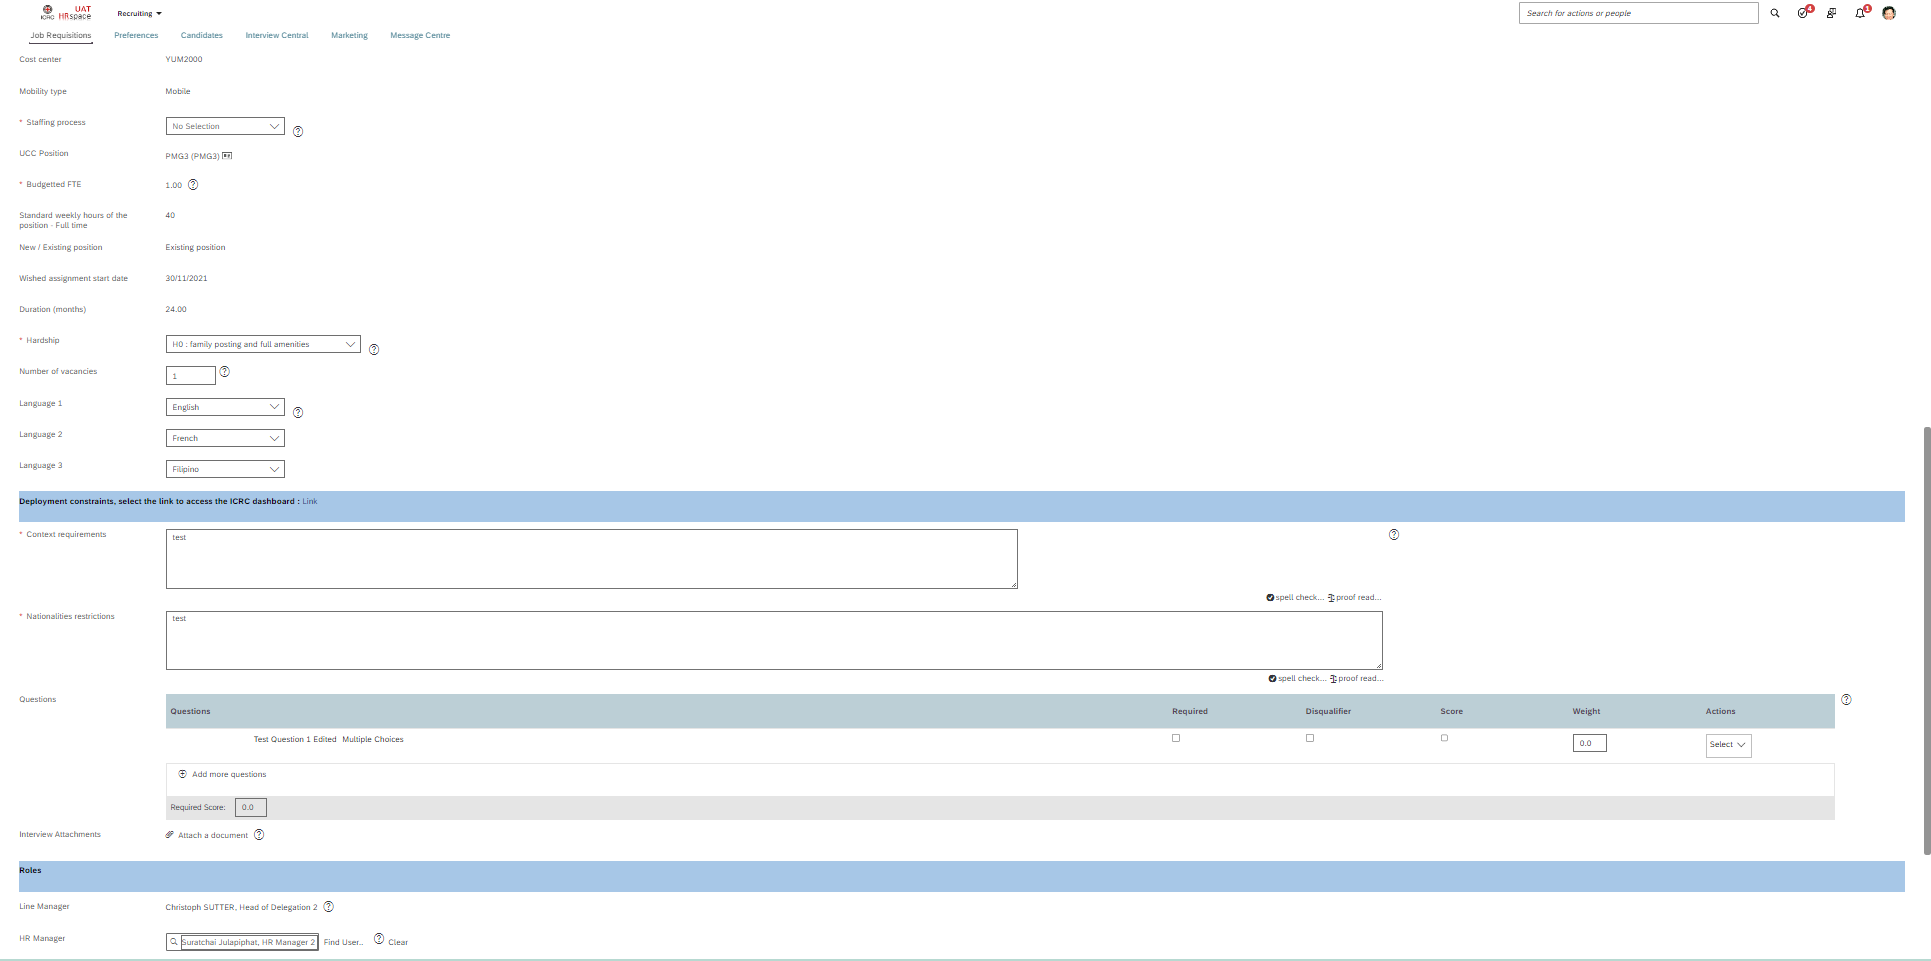 UAT
ICRC HRspace
Recruiting
Search for actions or people
4
1
Job Requisitions Preferences Candidates Interview Central Marketing Message Centre
Cost center YUM2000
Mobility type Mobile
* Staffing process No Selection
UCC Position PMG3 (PMG3)
* Budgetted FTE 1.00
Standard weekly hours of the position - Full time 40
New / Existing position Existing position
Wished assignment start date 30/11/2021
Duration (months) 24.00
* Hardship H0 : family posting and full amenities
Number of vacancies 1
Language 1 English
Language 2 French
Language 3 Filipino
Deployment constraints, select the link to access the ICRC dashboard : Link
* Context requirements test
spell check... proof read...
* Nationalities restrictions test
spell check... proof read...
Questions
Questions Required Disqualifier Score Weight Actions
Test Question 1 Edited Multiple Choices 0.0 Select
Add more questions
Required Score: 0.0
Interview Attachments Attach a document
Roles
Line Manager Christoph SUTTER, Head of Delegation 2
HR Manager Suratchai Julapiphat, HR Manager 2 Find User.. Clear